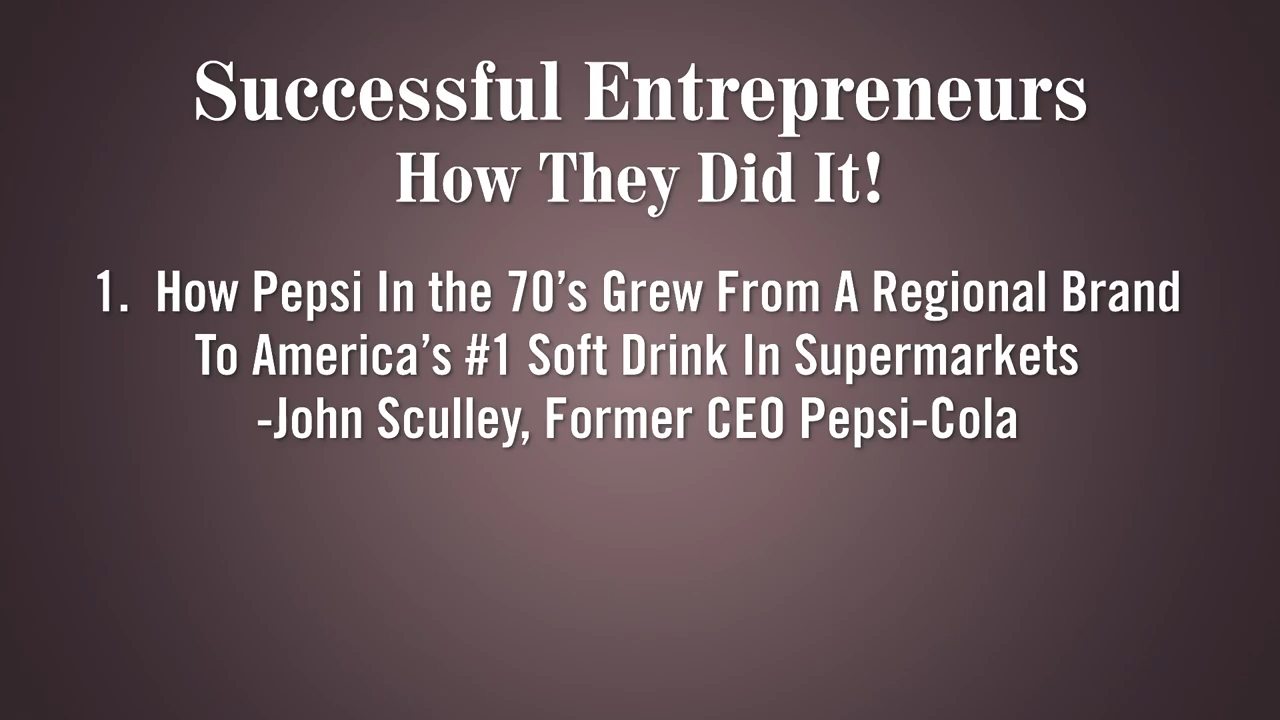 Successful Entrepreneurs
How They Did It!
1. How Pepsi In the 70’s Grew From A Regional Brand
To America’s #1 Soft Drink In Supermarkets
-John Sculley, Former CEO Pepsi-Cola